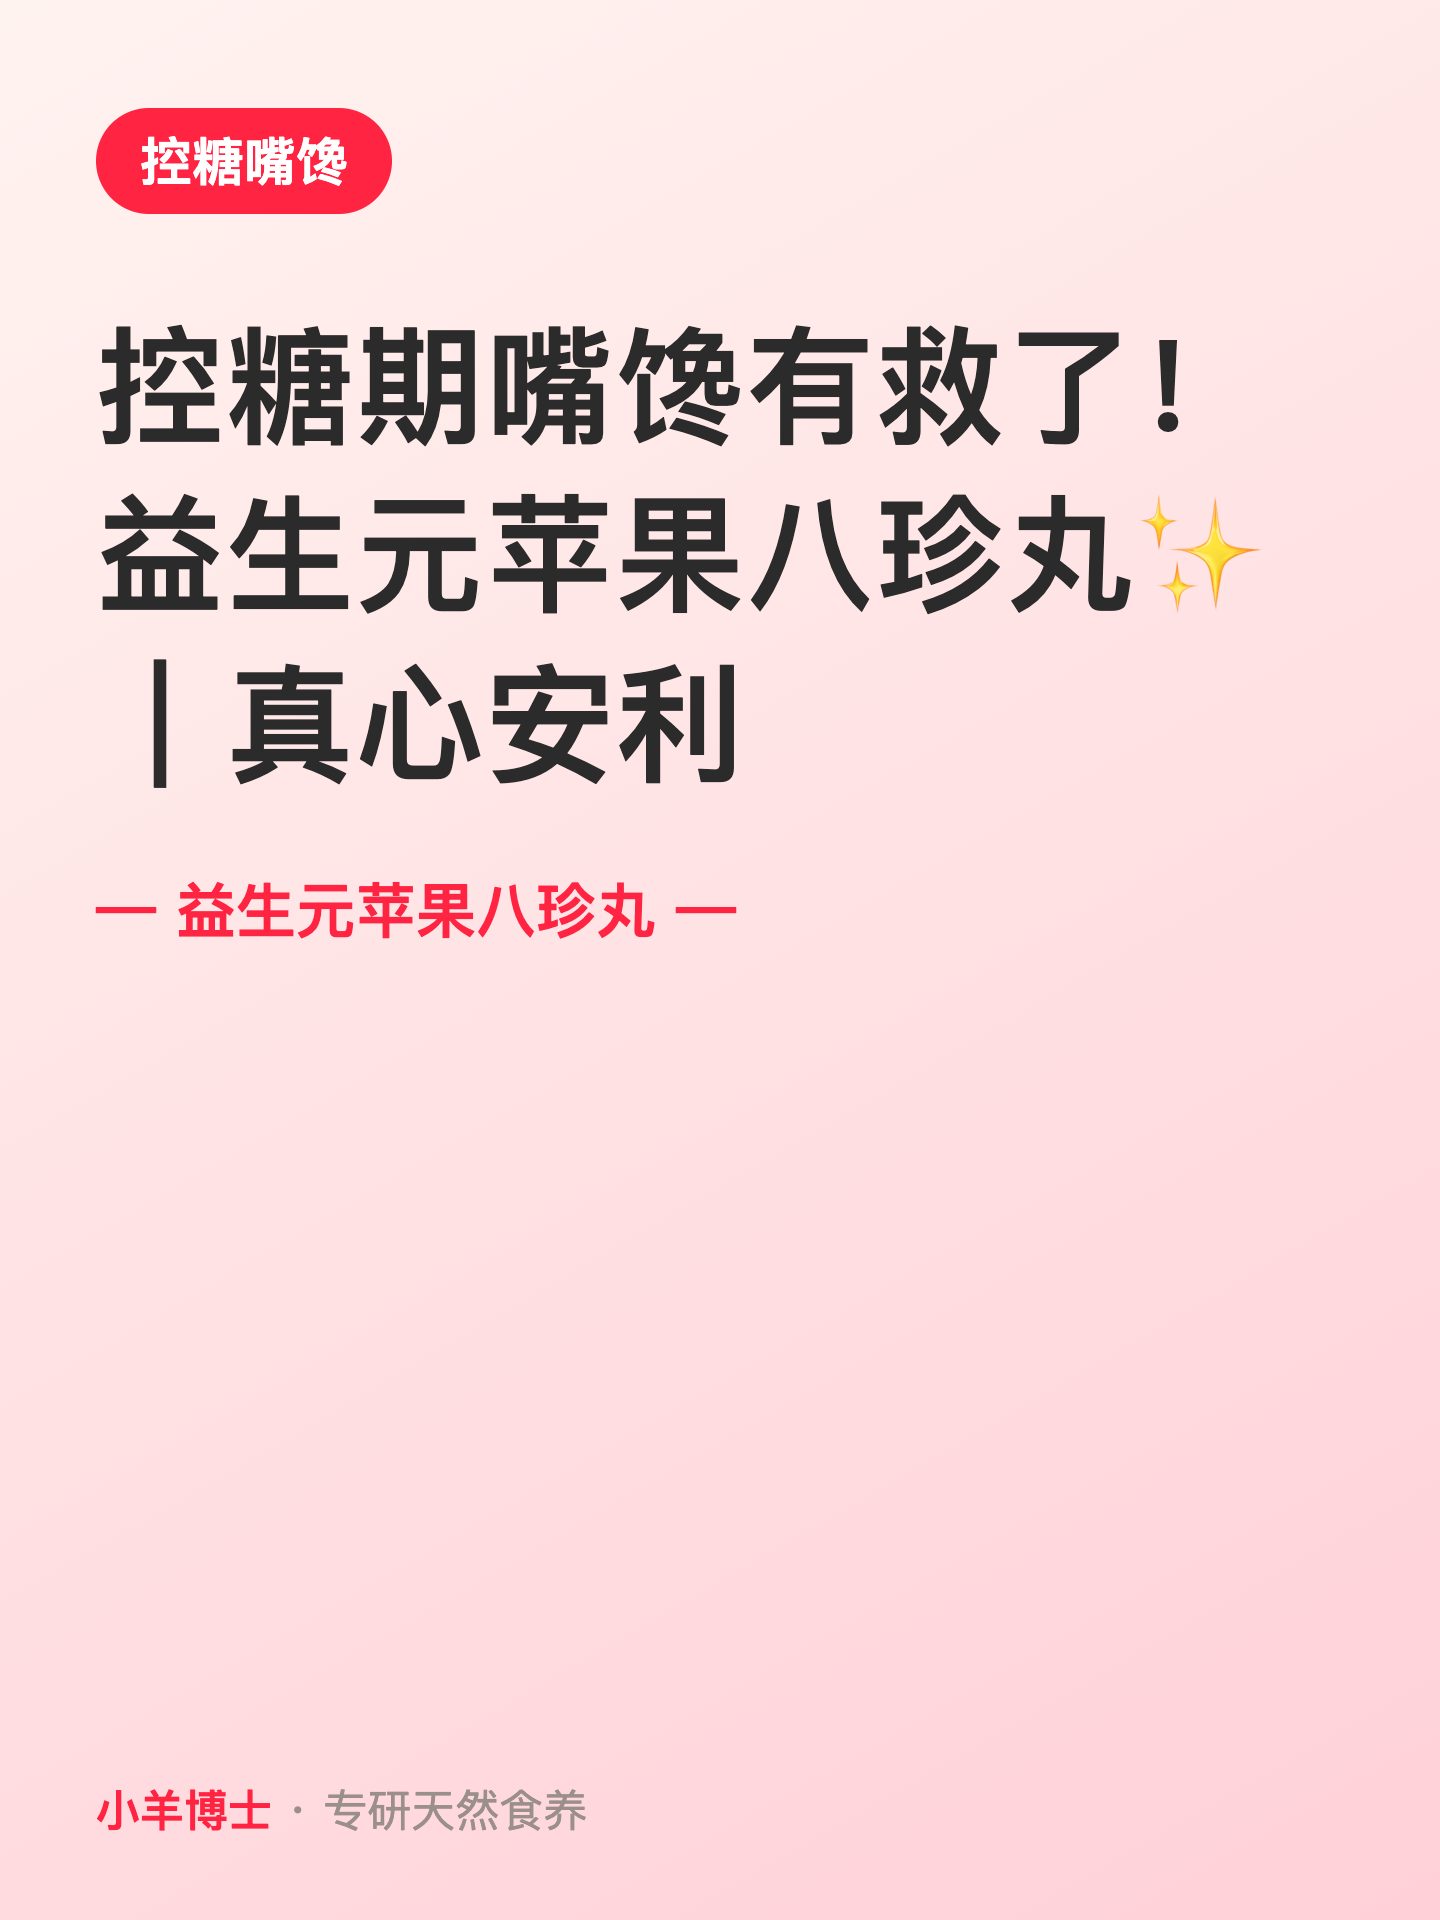 控糖嘴馋
控糖期嘴馋有救了！
益生元苹果八珍丸✨
｜真心安利
— 益生元苹果八珍丸 —
小羊博士 · 专研天然食养